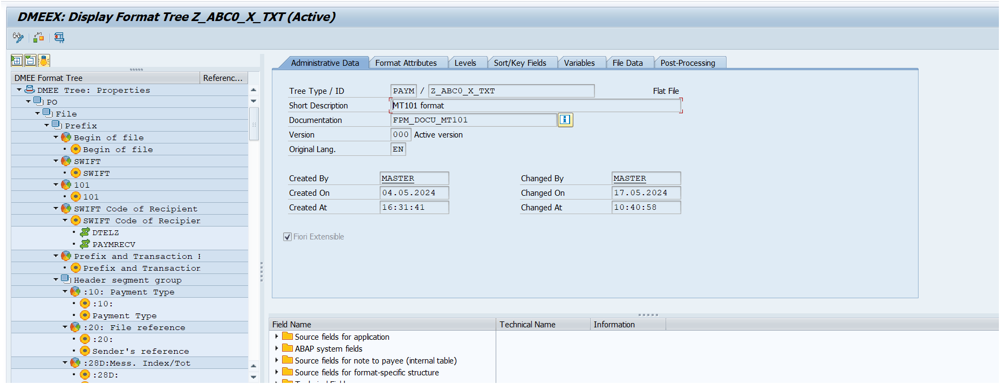 DMEEX: Display Format Tree Z_ABC0_X_TXT (Active)
DMEE Format Tree Referenc...
DMEE Tree: Properties
PO
File
Prefix
Begin of file
Begin of file
SWIFT
SWIFT
101
101
SWIFT Code of Recipient
SWIFT Code of Recipien
DTELZ
PAYMRECV
Prefix and Transaction
Prefix and Transaction
Header segment group
:10: Payment Type
:10:
Payment Type
:20: File reference
:20:
Sender's reference
:28D:Mess. Index/Tot
:28D:
Administrative Data Format Attributes Levels Sort/Key Fields Variables File Data Post-Processing
Tree Type / ID PAYM / Z_ABC0_X_TXT Flat File
Short Description MT101 format
Documentation FPM_DOCU_MT101
Version 000 Active version
Original Lang. EN
Created By MASTER Changed By MASTER
Created On 04.05.2024 Changed On 17.05.2024
Created At 16:31:41 Changed At 10:40:58
Fiori Extensible
Field Name Technical Name Information
Source fields for application
ABAP system fields
Source fields for note to payee (internal table)
Source fields for format-specific structure